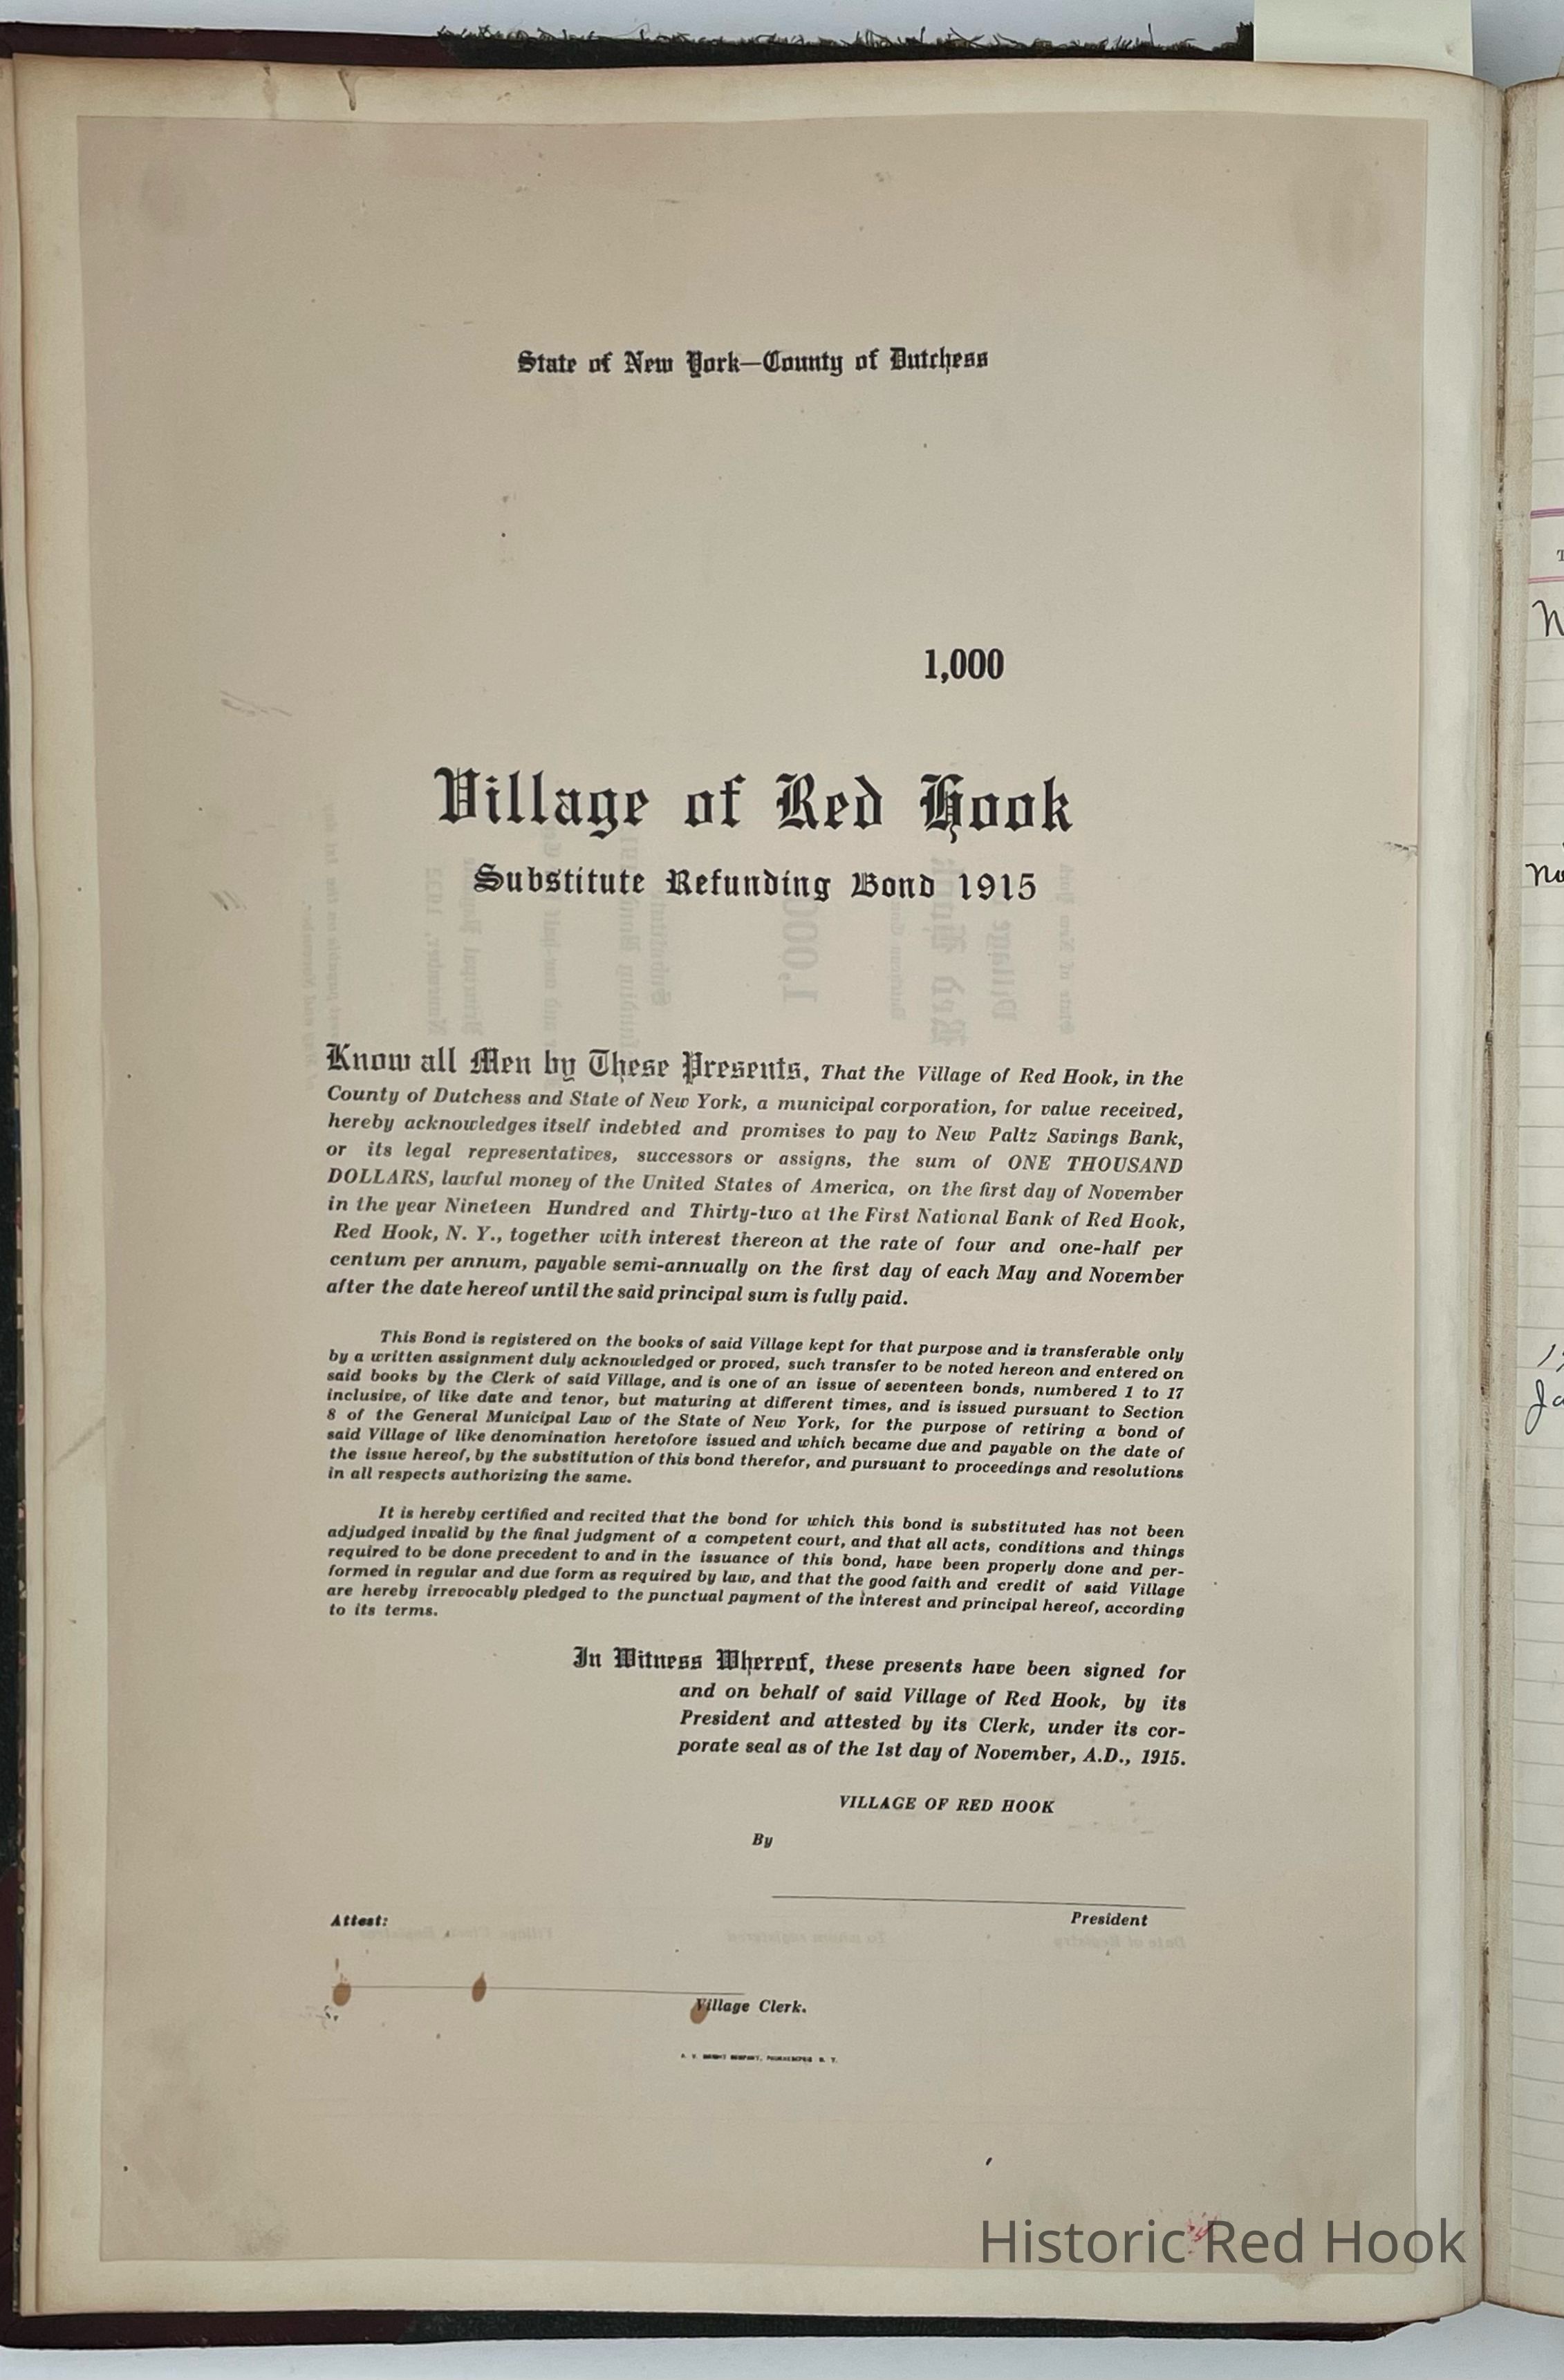 State of New York—County of Dutchess
1,000
Village of Red Hook
Substitute Refunding Bond 1915
Know all Men by These Presents, That the Village of Red Hook, in the
County of Dutchess and State of New York, a municipal corporation, for value received,
hereby acknowledges itself indebted and promises to pay to New Paltz Savings Bank,
or its legal representatives, successors or assigns, the sum of ONE THOUSAND
DOLLARS, lawful money of the United States of America, on the first day of November
in the year Nineteen Hundred and Thirty-two at the First National Bank of Red Hook,
Red Hook, N. Y., together with interest thereon at the rate of four and one-half per
centum per annum, payable semi-annually on the first day of each May and November
after the date hereof until the said principal sum is fully paid.
This Bond is registered on the books of said Village kept for that purpose and is transferable only
by a written assignment duly acknowledged or proved, such transfer to be noted hereon and entered on
said books by the Clerk of said Village, and is one of an issue of seventeen bonds, numbered 1 to 17
inclusive, of like date and tenor, but maturing at different times, and is issued pursuant to Section
8 of the General Municipal Law of the State of New York, for the purpose of retiring a bond of
said Village of like denomination heretofore issued and which became due and payable on the date of
the issue hereof, by the substitution of this bond therefor, and pursuant to proceedings and resolutions
in all respects authorizing the same.
It is hereby certified and recited that the bond for which this bond is substituted has not been
adjudged invalid by the final judgment of a competent court, and that all acts, conditions and things
required to be done precedent to and in the issuance of this bond, have been properly done and per-
formed in regular and due form as required by law, and that the good faith and credit of said Village
are hereby irrevocably pledged to the punctual payment of the interest and principal hereof, according
to its terms.
In Witness Whereof, these presents have been signed for
and on behalf of said Village of Red Hook, by its
President and attested by its Clerk, under its cor-
porate seal as of the 1st day of November, A.D., 1915.
VILLAGE OF RED HOOK
By
President
Attest:
Village Clerk.
Historic Red Hook